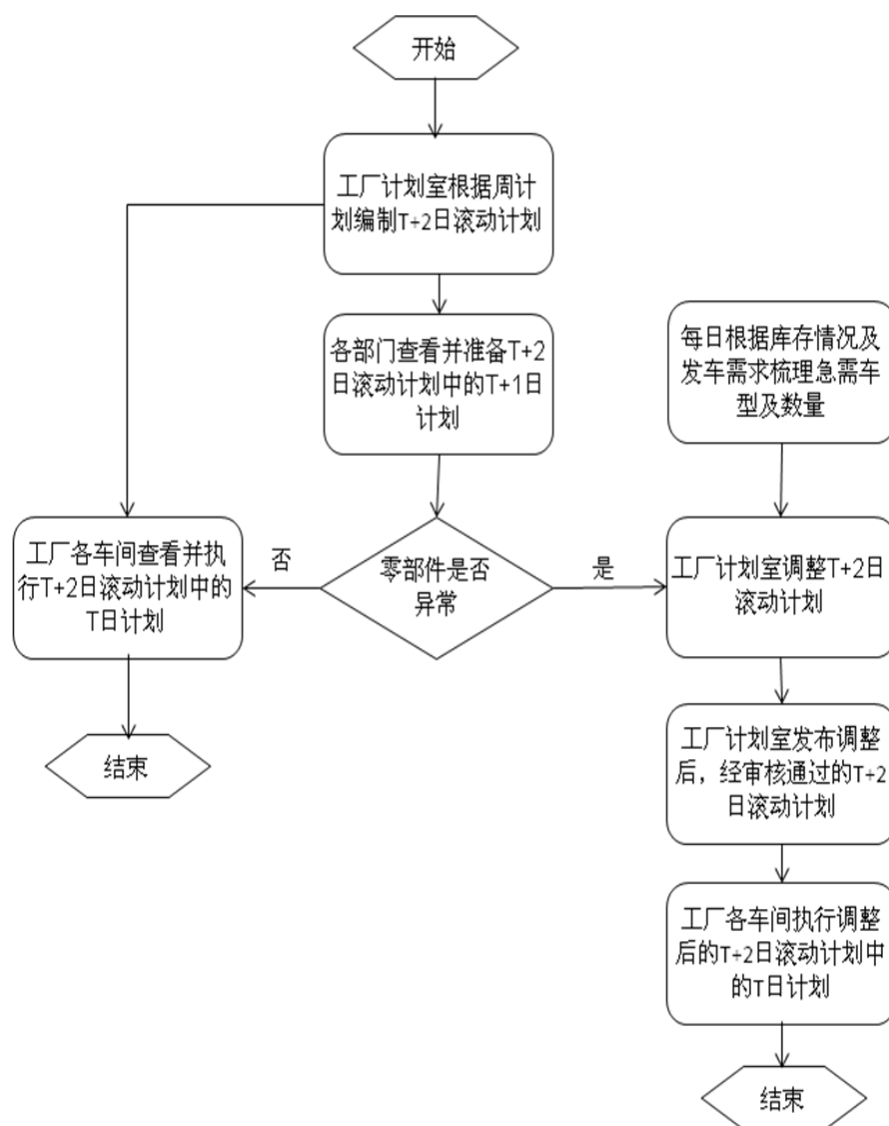 开始
工厂计划室根据周计
划编制T+2日滚动计划
各部门查看并准备T+2
日滚动计划中的T+1日
计划
每日根据库存情况及
发车需求梳理急需车
型及数量
工厂各车间查看并执
行T+2日滚动计划中的
T日计划
否
零部件是否
异常
是
工厂计划室调整T+2日
滚动计划
结束
工厂计划室发布调整
后，经审核通过的T+2
日滚动计划
工厂各车间执行调整
后的T+2日滚动计划中
的T日计划
结束